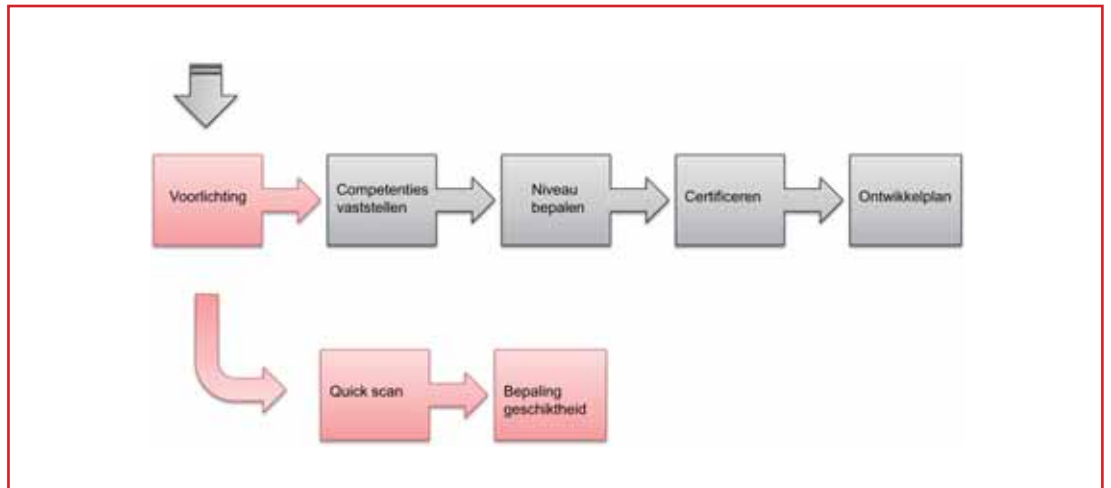 Voorlichting
Competenties
vaststellen
Niveau
bepalen
Certificeren
Ontwikkelplan
Quick scan
Bepaling
geschiktheid